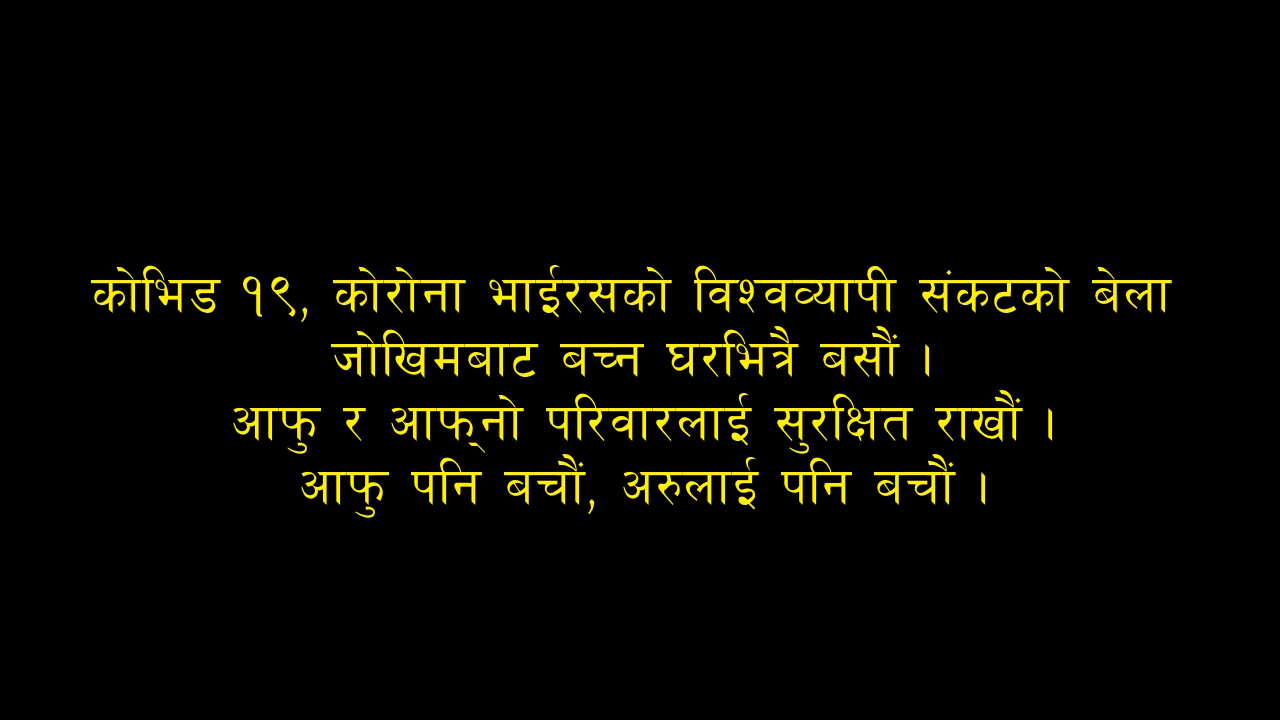 कोभिड १९, कोरोना भाईरसको विश्वव्यापी संकटको बेला
जोखिमबाट बच्न घरभित्रै बसौं ।
आफु र आफ्नो परिवारलाई सुरक्षित राखौं ।
आफु पनि बचौं, अरुलाई पनि बचौं ।